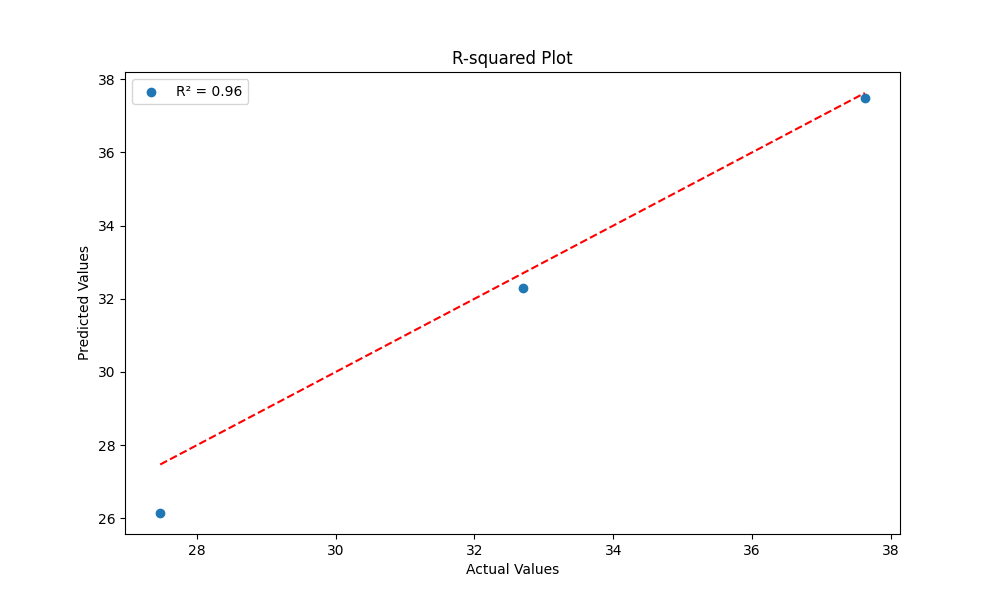 R-squared Plot
R² = 0.96
38
36
34
32
30
28
26
Predicted Values
28 30 32 34 36 38
Actual Values